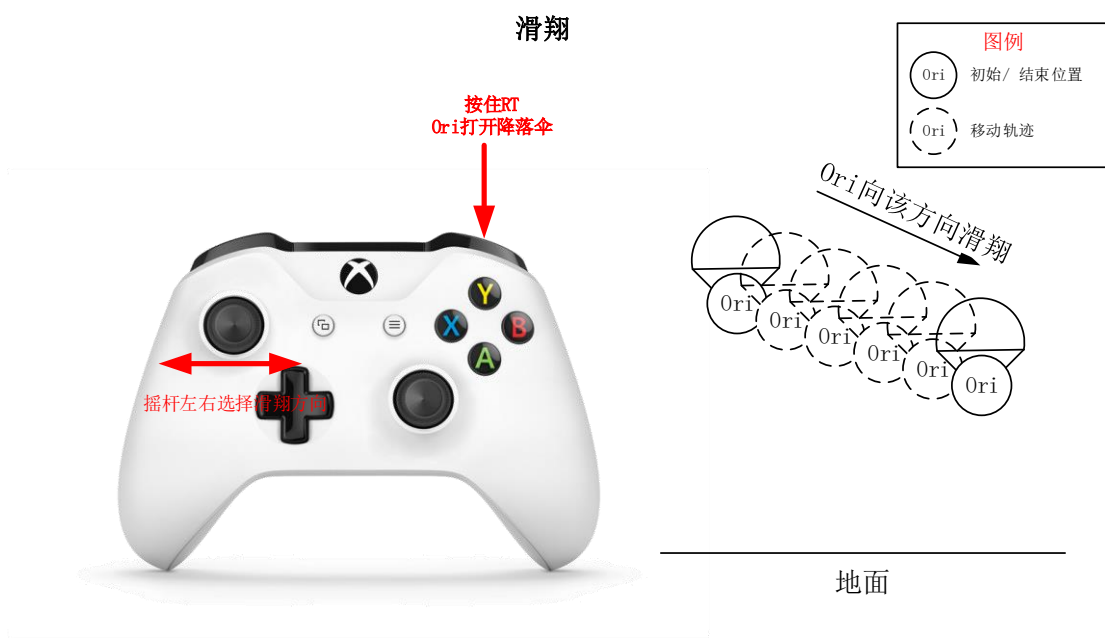 滑翔
图例
Ori 初始/ 结束位置
Ori 移动轨迹
按住RT
Ori打开降落伞
Ori向该方向滑翔
Y
X
B
A
摇杆左右选择滑翔方向
Ori
Ori
Ori
Ori
Ori
Ori
地面